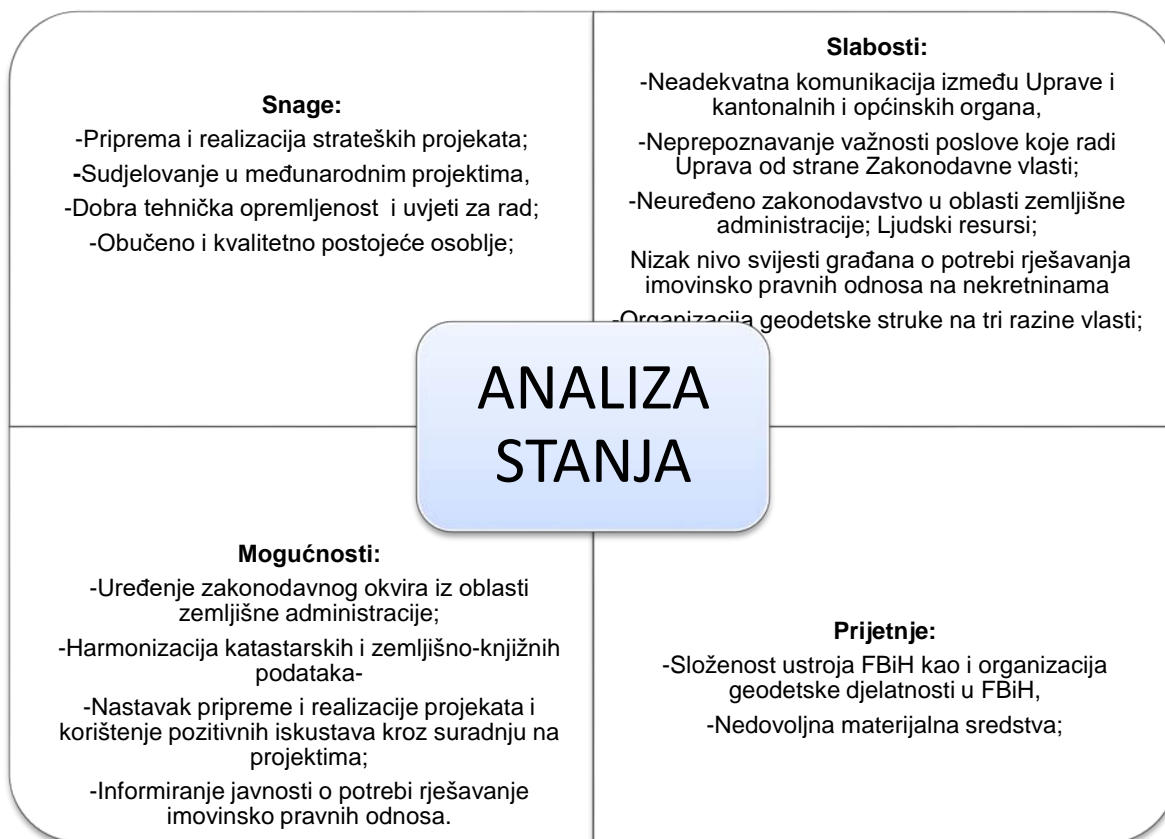 Snage:
-Priprema i realizacija strateških projekata;
-Sudjelovanje u međunarodnim projektima,
-Dobra tehnička opremljenost i uvjeti za rad;
-Obučeno i kvalitetno postojeće osoblje;
Slabosti:
-Neadekvatna komunikacija između Uprave i
kantonalnih i općinskih organa,
-Neprepoznavanje važnosti poslove koje radi
Uprava od strane Zakonodavne vlasti;
-Neuređeno zakonodavstvo u oblasti zemljišne
administracije; Ljudski resursi;
Nizak nivo svijesti građana o potrebi rješavanja
imovinsko pravnih odnosa na nekretninama
-Organizacija geodetske struke na tri razine vlasti;
ANALIZA
STANJA
Mogućnosti:
-Uređenje zakonodavnog okvira iz oblasti
zemljišne administracije;
-Harmonizacija katastarskih i zemljišno-knjižnih
podataka-
-Nastavak pripreme i realizacije projekata i
korištenje pozitivnih iskustava kroz suradnju na
projektima;
-Informiranje javnosti o potrebi rješavanje
imovinsko pravnih odnosa.
Prijetnje:
-Složenost ustroja FBiH kao i organizacija
geodetske djelatnosti u FBiH,
-Nedovoljna materijalna sredstva;